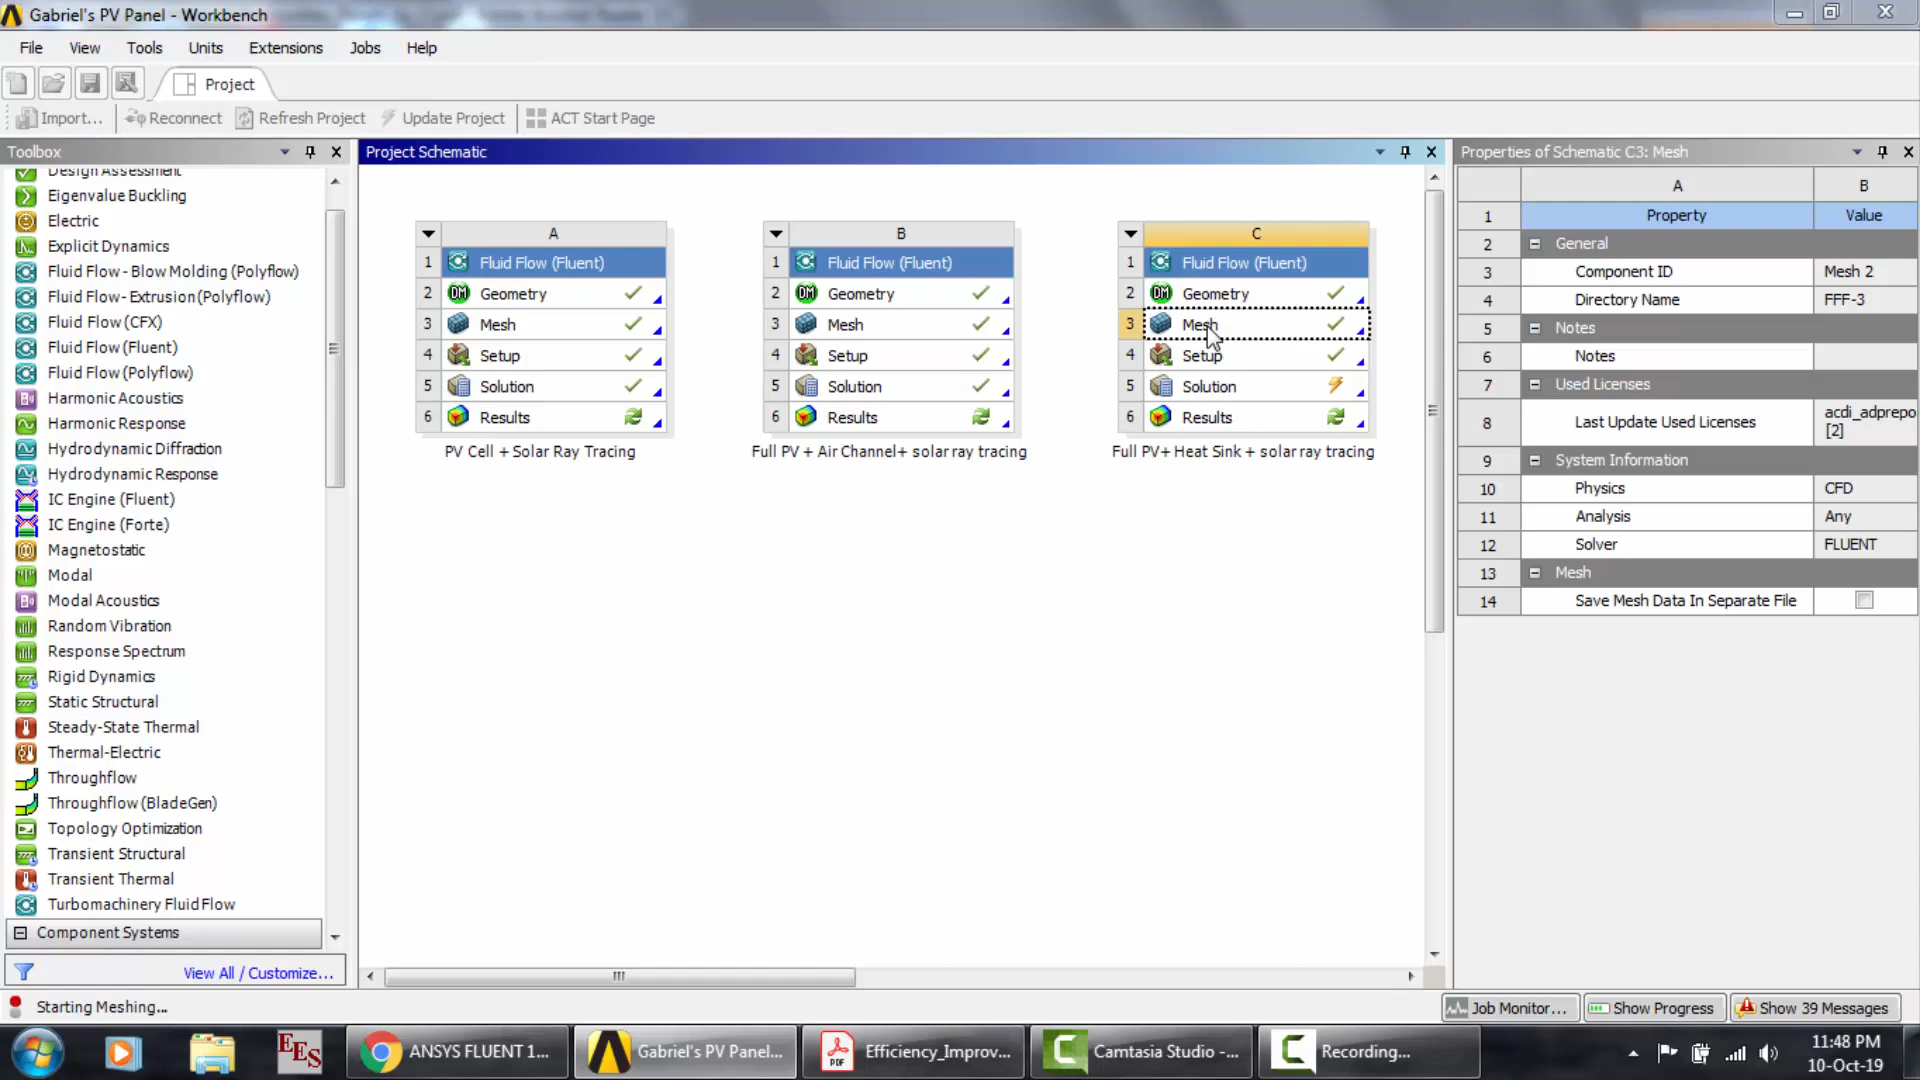 Gabriel's PV Panel - Workbench
File View Tools Units Extensions Jobs Help
Project
Import... Reconnect Refresh Project Update Project ACT Start Page
Toolbox
Design Assessment
Eigenvalue Buckling
Electric
Explicit Dynamics
Fluid Flow - Blow Molding (Polyflow)
Fluid Flow- Extrusion (Polyflow)
Fluid Flow (CFX)
Fluid Flow (Fluent)
Fluid Flow (Polyflow)
Harmonic Acoustics
Harmonic Response
Hydrodynamic Diffraction
Hydrodynamic Response
IC Engine (Fluent)
IC Engine (Forte)
Magnetostatic
Modal
Modal Acoustics
Random Vibration
Response Spectrum
Rigid Dynamics
Static Structural
Steady-State Thermal
Thermal-Electric
Throughflow
Throughflow (BladeGen)
Topology Optimization
Transient Structural
Transient Thermal
Turbomachinery Fluid Flow
Component Systems
View All / Customize...
Project Schematic
A
1 Fluid Flow (Fluent)
2 DM Geometry
3 Mesh
4 Setup
5 Solution
6 Results
PV Cell + Solar Ray Tracing
B
1 Fluid Flow (Fluent)
2 DM Geometry
3 Mesh
4 Setup
5 Solution
6 Results
Full PV + Air Channel+ solar ray tracing
C
1 Fluid Flow (Fluent)
2 DM Geometry
3 Mesh
4 Setup
5 Solution
6 Results
Full PV+ Heat Sink + solar ray tracing
Properties of Schematic C3: Mesh
A B
1 Property Value
2 General
3 Component ID Mesh 2
4 Directory Name FFF-3
5 Notes
6 Notes
7 Used Licenses
8 Last Update Used Licenses acdi_adprepo
[2]
9 System Information
10 Physics CFD
11 Analysis Any
12 Solver FLUENT
13 Mesh
14 Save Mesh Data In Separate File
Starting Meshing...
Job Monitor... Show Progress Show 39 Messages
EES ANSYS FLUENT 1... Gabriel's PV Panel... PDF Efficiency_Improv... Camtasia Studio -... Recording...
11:48 PM
10-Oct-19